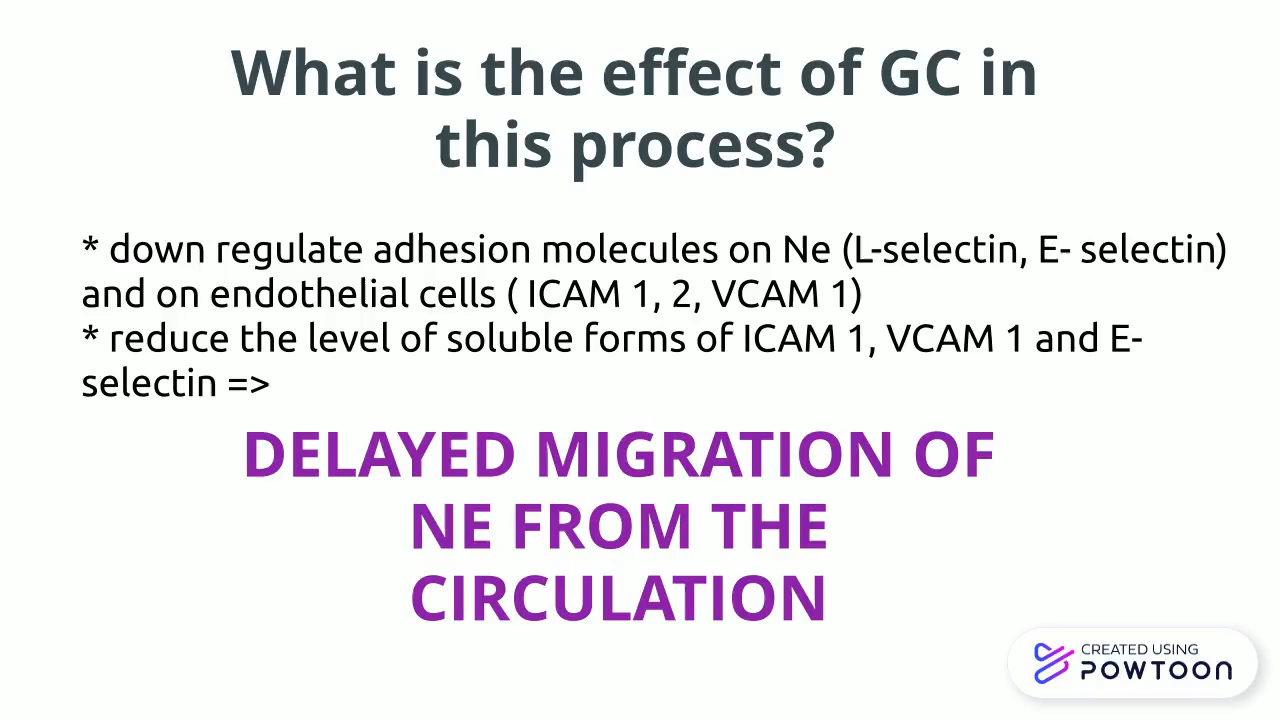 What is the effect of GC in
this process?
* down regulate adhesion molecules on Ne (L-selectin, E- selectin)
and on endothelial cells ( ICAM 1, 2, VCAM 1)
* reduce the level of soluble forms of ICAM 1, VCAM 1 and E-
selectin =>
DELAYED MIGRATION OF
NE FROM THE
CIRCULATION
CREATED USING
POWTOON